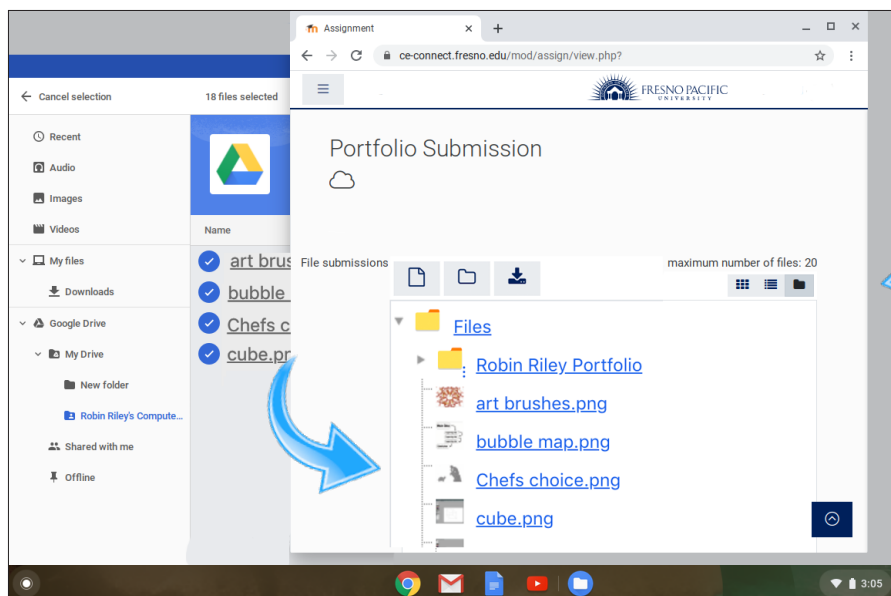 Assignment
ce-connect.fresno.edu/mod/assign/view.php?
FRESNO PACIFIC
UNIVERSITY
Cancel selection
18 files selected
Recent
Audio
Images
Videos
My files
Downloads
Google Drive
My Drive
New folder
Robin Riley's Compute...
Shared with me
Offline
Name
art brus
bubble
Chefs c
cube.pr
Portfolio Submission
File submissions
maximum number of files: 20
Files
Robin Riley Portfolio
art brushes.png
bubble map.png
Chefs choice.png
cube.png
3:05